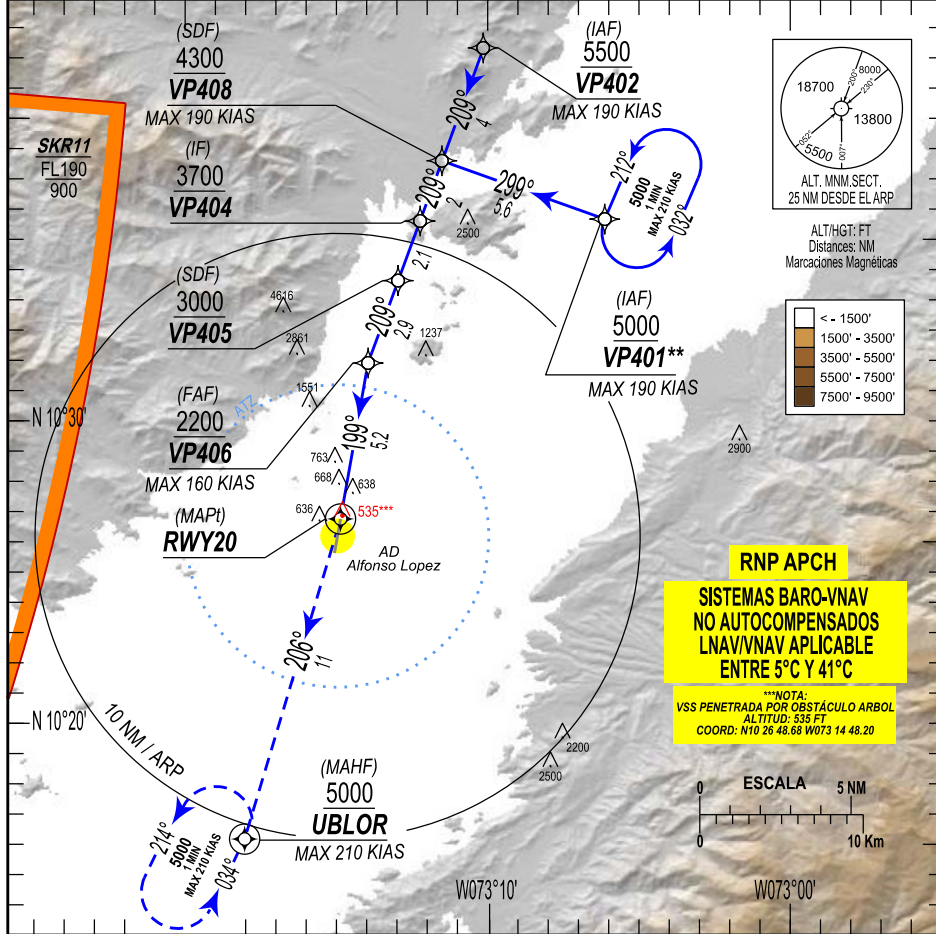 (SDF)
4300
VP408
MAX 190 KIAS
(IAF)
5500
VP402
MAX 190 KIAS
209°
4
18700
8000
200°
230°
13800
052°
5500
007°
ALT. MNM.SECT.
25 NM DESDE EL ARP
ALT/HGT: FT
Distances: NM
Marcaciones Magnéticas
SKR11
FL190
900
(IF)
3700
VP404
209°
2
299°
5.6
212°
5000
1 MIN
MAX 210 KIAS
032°
2500
2.1
(SDF)
3000
VP405
4616
2861
209°
2.9
1237
(IAF)
5000
VP401**
MAX 190 KIAS
< - 1500'
1500' - 3500'
3500' - 5500'
5500' - 7500'
7500' - 9500'
1551
ATZ
N 10°30'
(FAF)
2200
VP406
MAX 160 KIAS
199°
5.2
2900
763
668
638
636
535***
(MAPt)
RWY20
AD
Alfonso Lopez
RNP APCH
SISTEMAS BARO-VNAV
NO AUTOCOMPENSADOS
LNAV/VNAV APLICABLE
ENTRE 5°C Y 41°C
***NOTA:
VSS PENETRADA POR OBSTÁCULO ARBOL
ALTITUD: 535 FT
COORD: N10 26 48.68 W073 14 48.20
206°
11
N 10°20'
10 NM / ARP
2200
2500
(MAHF)
5000
UBLOR
MAX 210 KIAS
ESCALA
0
5 NM
0
10 Km
214°
5000
1 MIN
MAX 210 KIAS
034°
W073°10'
W073°00'